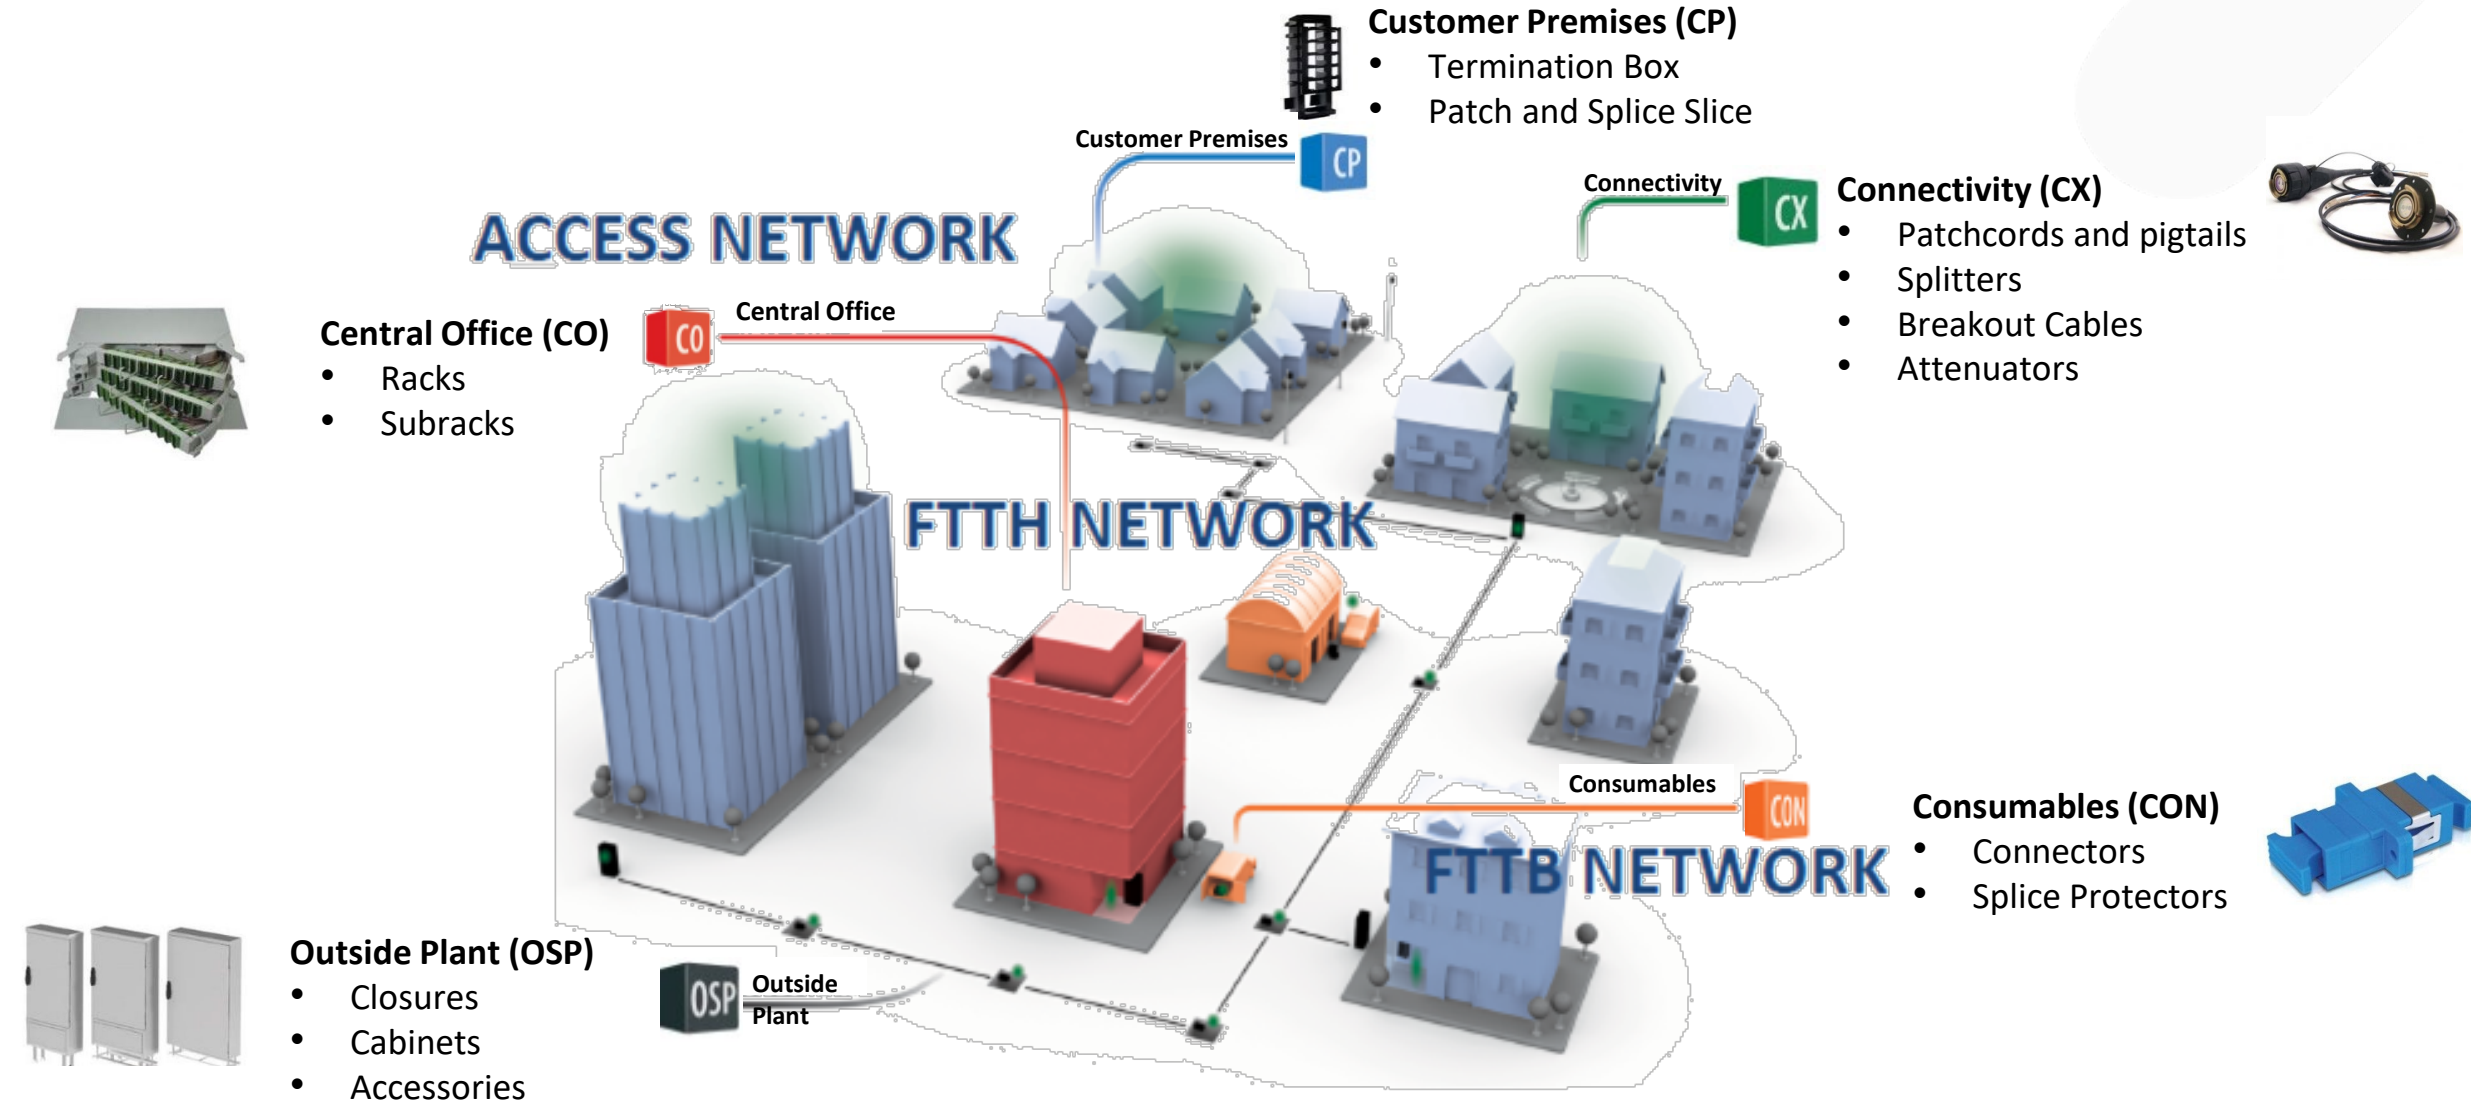 Customer Premises (CP)
• Termination Box
• Patch and Splice Slice
Customer Premises
CP
Connectivity
CX
Connectivity (CX)
• Patchcords and pigtails
• Splitters
• Breakout Cables
• Attenuators
ACCESS NETWORK
Central Office (CO)
• Racks
• Subracks
CO
Central Office
FTTH NETWORK
Consumables
CON
Consumables (CON)
• Connectors
• Splice Protectors
FTTB NETWORK
Outside Plant (OSP)
• Closures
• Cabinets
• Accessories
OSP
Outside
Plant